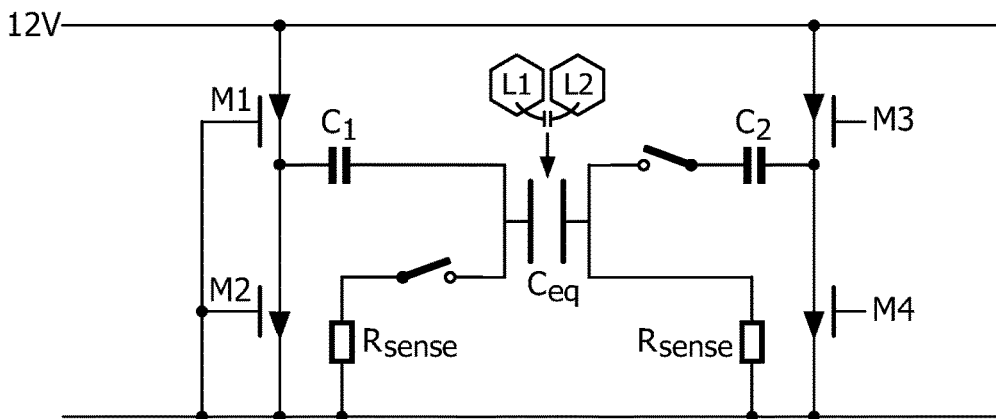 12V
L1 L2
M1 C1 C2 M3
M2 Ceq M4
Rsense Rsense